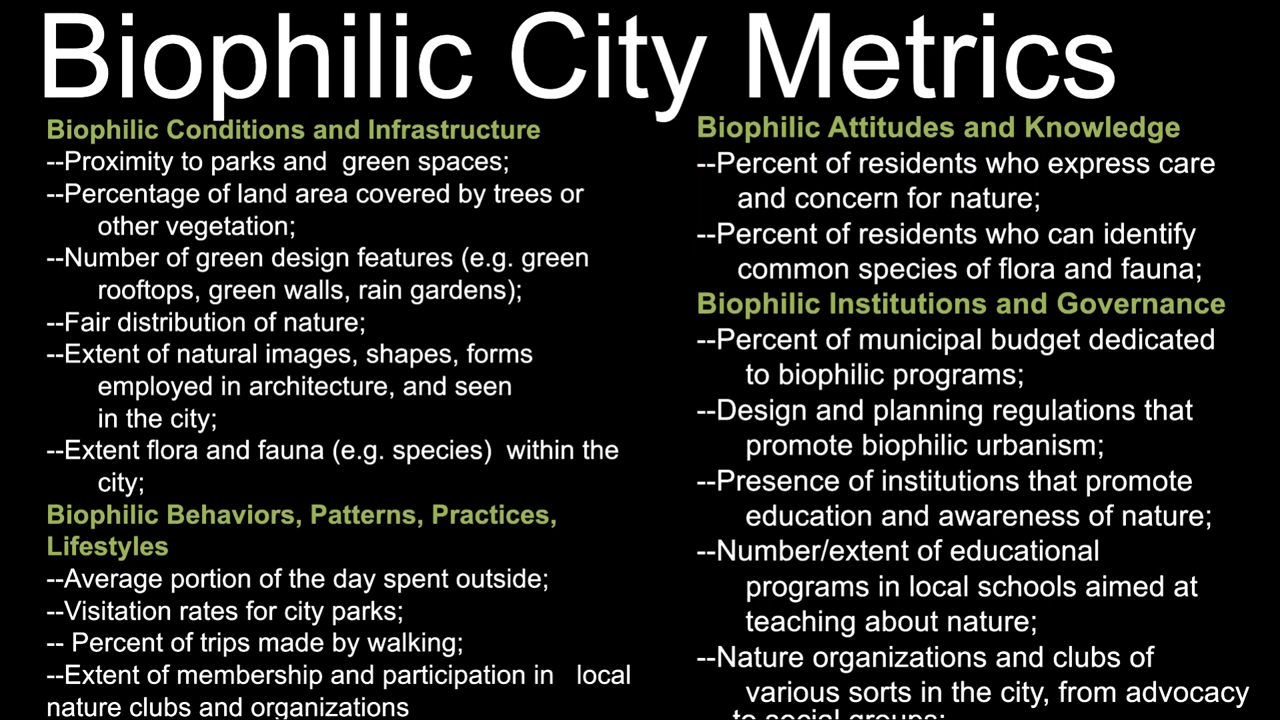 Biophilic City Metrics
Biophilic Conditions and Infrastructure
--Proximity to parks and  green spaces;
--Percentage of land area covered by trees or
other vegetation;
--Number of green design features (e.g. green
rooftops, green walls, rain gardens);
--Fair distribution of nature;
--Extent of natural images, shapes, forms
employed in architecture, and seen
in the city;
--Extent flora and fauna (e.g. species)  within the
city;
Biophilic Behaviors, Patterns, Practices,
Lifestyles
--Average portion of the day spent outside;
--Visitation rates for city parks;
-- Percent of trips made by walking;
--Extent of membership and participation in   local
nature clubs and organizations
Biophilic Attitudes and Knowledge
--Percent of residents who express care
and concern for nature;
--Percent of residents who can identify
common species of flora and fauna;
Biophilic Institutions and Governance
--Percent of municipal budget dedicated
to biophilic programs;
--Design and planning regulations that
promote biophilic urbanism;
--Presence of institutions that promote
education and awareness of nature;
--Number/extent of educational
programs in local schools aimed at
teaching about nature;
--Nature organizations and clubs of
various sorts in the city, from advocacy
to social groups;